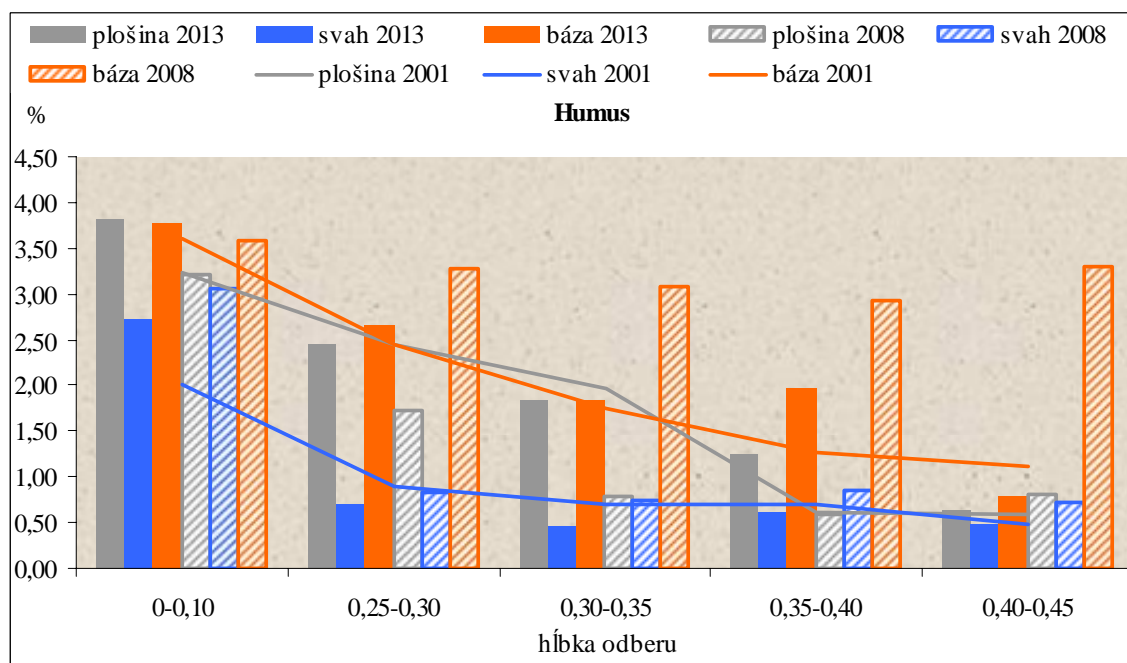 plošina 2013 svah 2013 báza 2013 plošina 2008 svah 2008
báza 2008 plošina 2001 svah 2001 báza 2001
Humus
%
4,50
4,00
3,50
3,00
2,50
2,00
1,50
1,00
0,50
0,00
0-0,10 0,25-0,30 0,30-0,35 0,35-0,40 0,40-0,45
hĺbka odberu